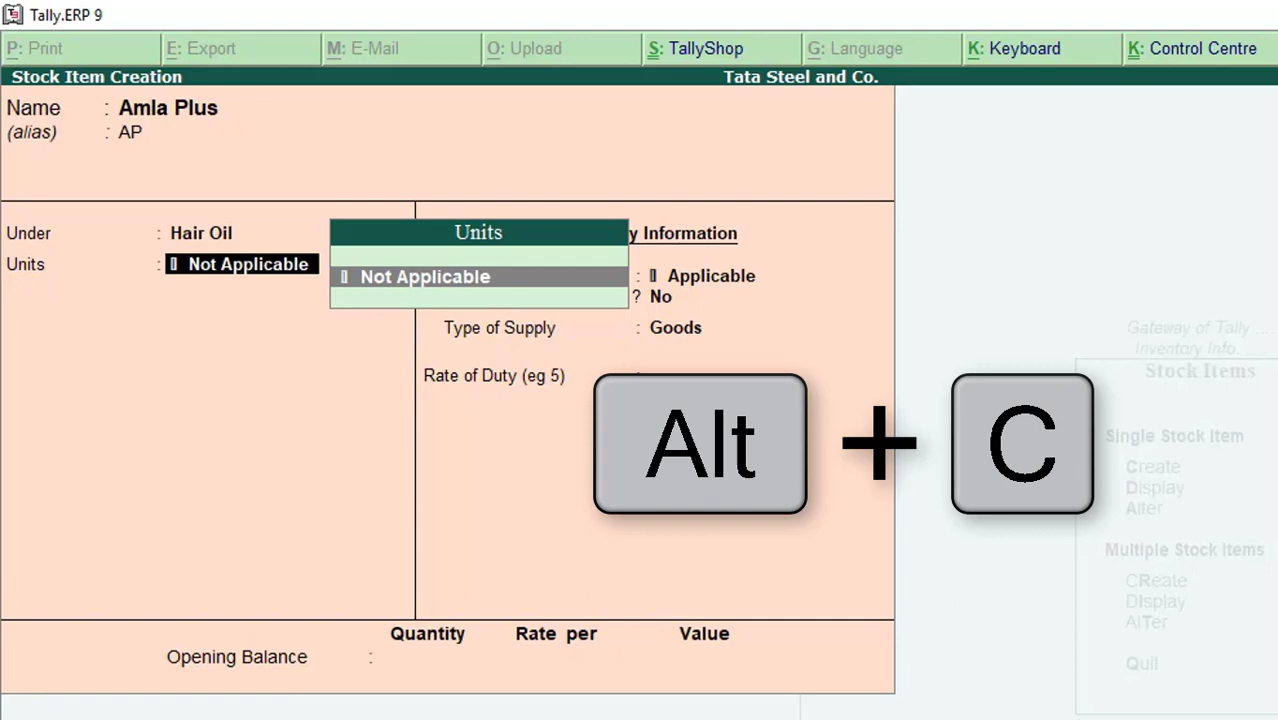 Tally.ERP 9
P: Print E: Export M: E-Mail O: Upload S: TallyShop G: Language K: Keyboard K: Control Centre
Stock Item Creation Tata Steel and Co.
Name : Amla Plus
(alias) : AP
Under : Hair Oil
Units : Not Applicable
Units
Not Applicable
y Information
: Applicable
? No
Type of Supply : Goods
Rate of Duty (eg 5) :
Alt + C
Gateway of Tally ....
Inventory Info. ....
Stock Items
Single Stock Item
Create
Display
Alter
Multiple Stock Items
CReate
DIsplay
AlTer
Quit
Quantity Rate per Value
Opening Balance :